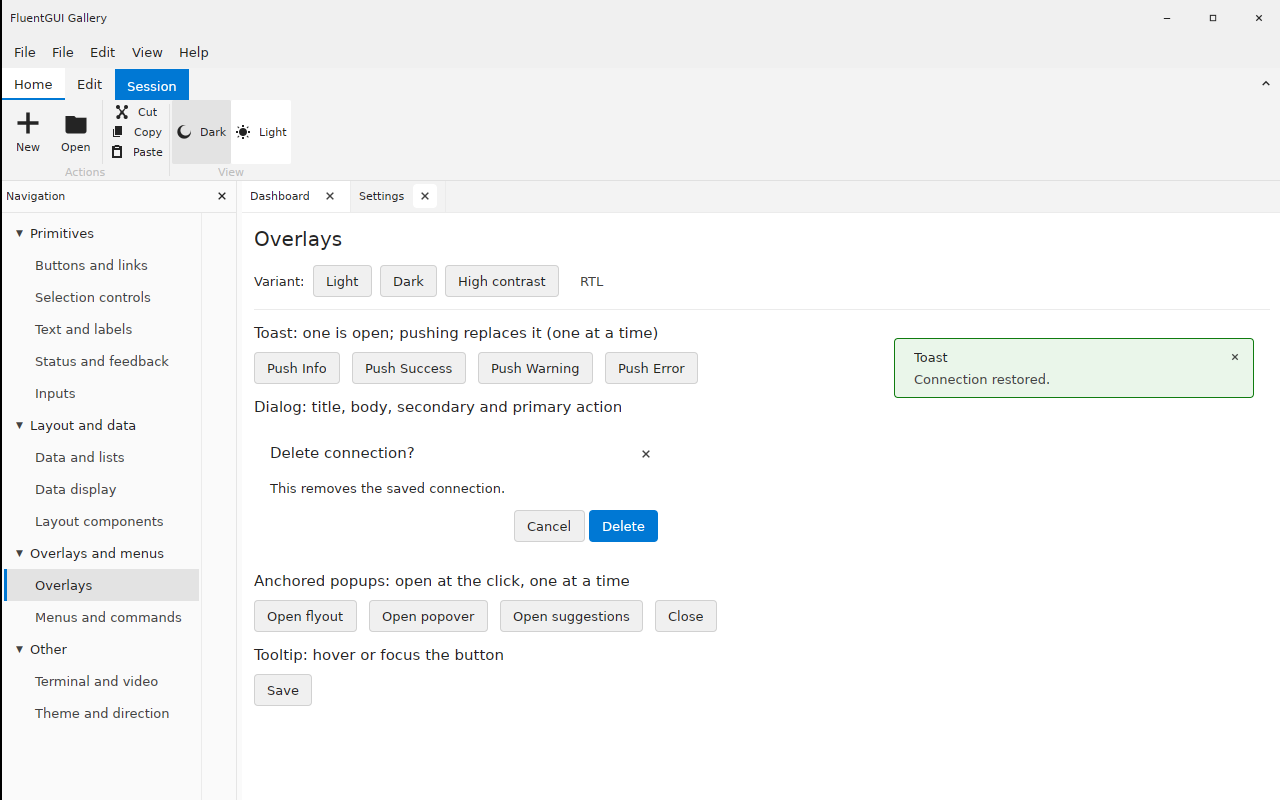 FluentGUI Gallery
File File Edit View Help
Home Edit Session
New Open Cut Copy Paste Dark Light
Actions View
Navigation
Dashboard Settings
Primitives
Buttons and links
Selection controls
Text and labels
Status and feedback
Inputs
Layout and data
Data and lists
Data display
Layout components
Overlays and menus
Overlays
Menus and commands
Other
Terminal and video
Theme and direction
Overlays
Variant: Light Dark High contrast RTL
Toast: one is open; pushing replaces it (one at a time)
Push Info Push Success Push Warning Push Error
Toast
Connection restored.
Dialog: title, body, secondary and primary action
Delete connection?
This removes the saved connection.
Cancel Delete
Anchored popups: open at the click, one at a time
Open flyout Open popover Open suggestions Close
Tooltip: hover or focus the button
Save